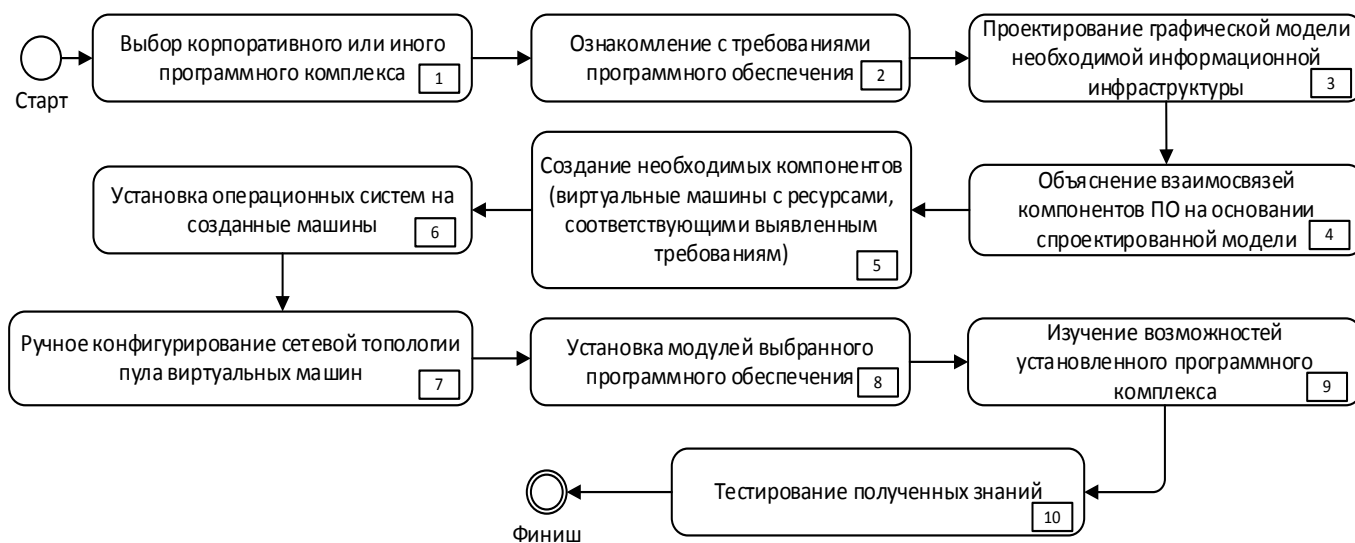 Старт
Выбор корпоративного или иного
программного комплекса
1
Ознакомление с требованиями
программного обеспечения
2
Проектирование графической модели
необходимой информационной
инфраструктуры
3
Объяснение взаимосвязей
компонентов ПО на основании
спроектированной модели
4
Создание необходимых компонентов
(виртуальные машины с ресурсами,
соответствующими выявленным
требованиям)
5
Установка операционных систем на
созданные машины
6
Ручное конфигурирование сетевой топологии
пула виртуальных машин
7
Установка модулей выбранного
программного обеспечения
8
Изучение возможностей
установленного программного
комплекса
9
Тестирование полученных знаний
10
Финиш